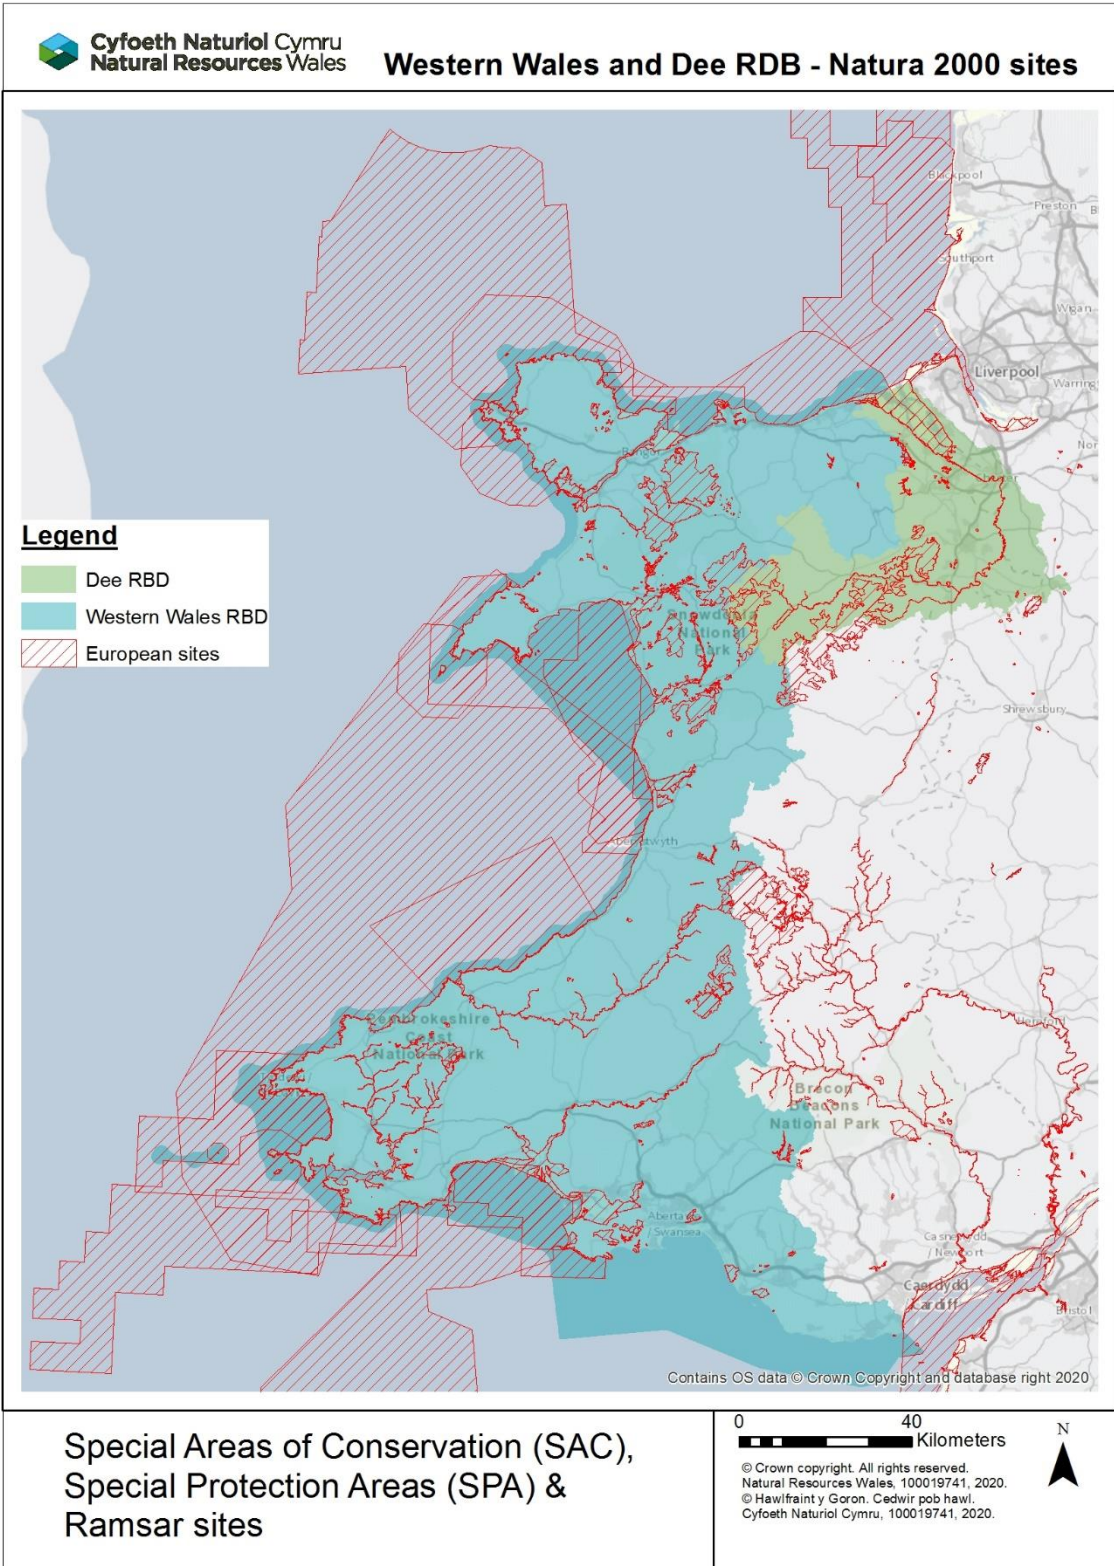 Cyfoeth Naturiol Cymru
Natural Resources Wales
Western Wales and Dee RDB - Natura 2000 sites
Blackpool
Preston
Southport
Wigan
Liverpool
Bangor
Legend
Dee RBD
Western Wales RBD
European sites
Snowdonia
National
Park
Shrewsbury
Aberystwyth
Pembrokeshire
Coast
National Park
Hereford
Brecon
Beacons
National Park
Aberta
/ Swansea
Casnewydd
/ Newport
Caerdydd
Cardiff
Bristol
Contains OS data © Crown Copyright and database right 2020
Special Areas of Conservation (SAC),
Special Protection Areas (SPA) &
Ramsar sites
0 40
Kilometers
N
© Crown copyright. All rights reserved.
Natural Resources Wales, 100019741, 2020.
© Hawlfraint y Goron. Cedwir pob hawl.
Cyfoeth Naturiol Cymru, 100019741, 2020.